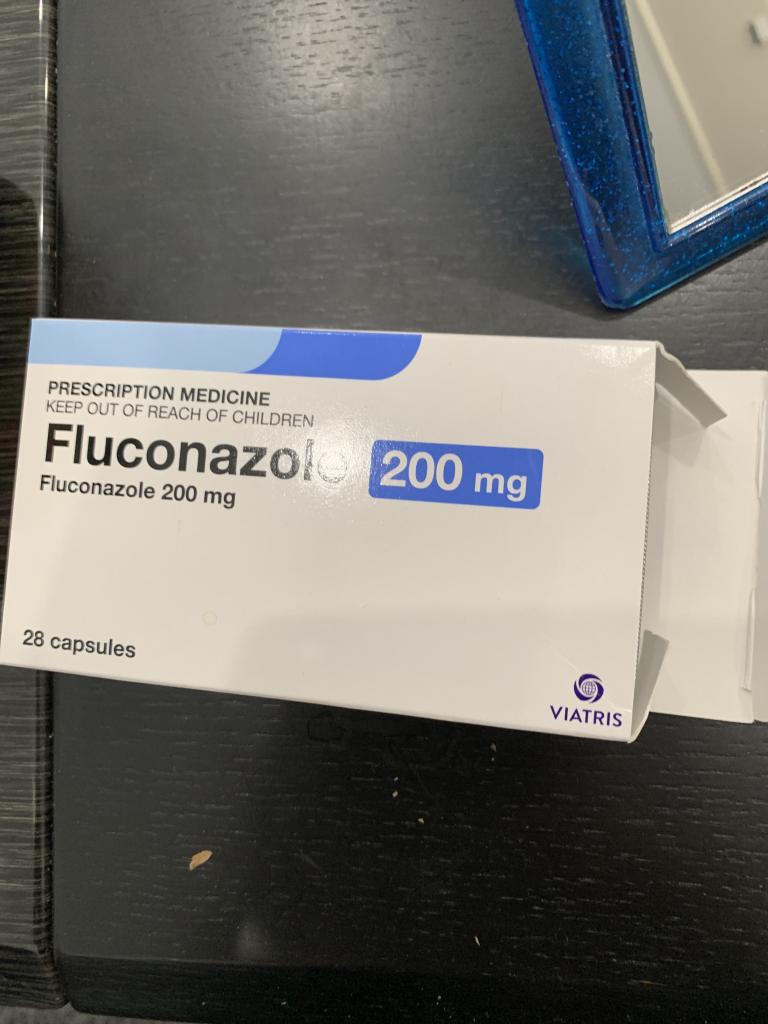 PRESCRIPTION MEDICINE
KEEP OUT OF REACH OF CHILDREN
Fluconazole 200 mg
Fluconazole 200 mg
28 capsules
VIATRIS